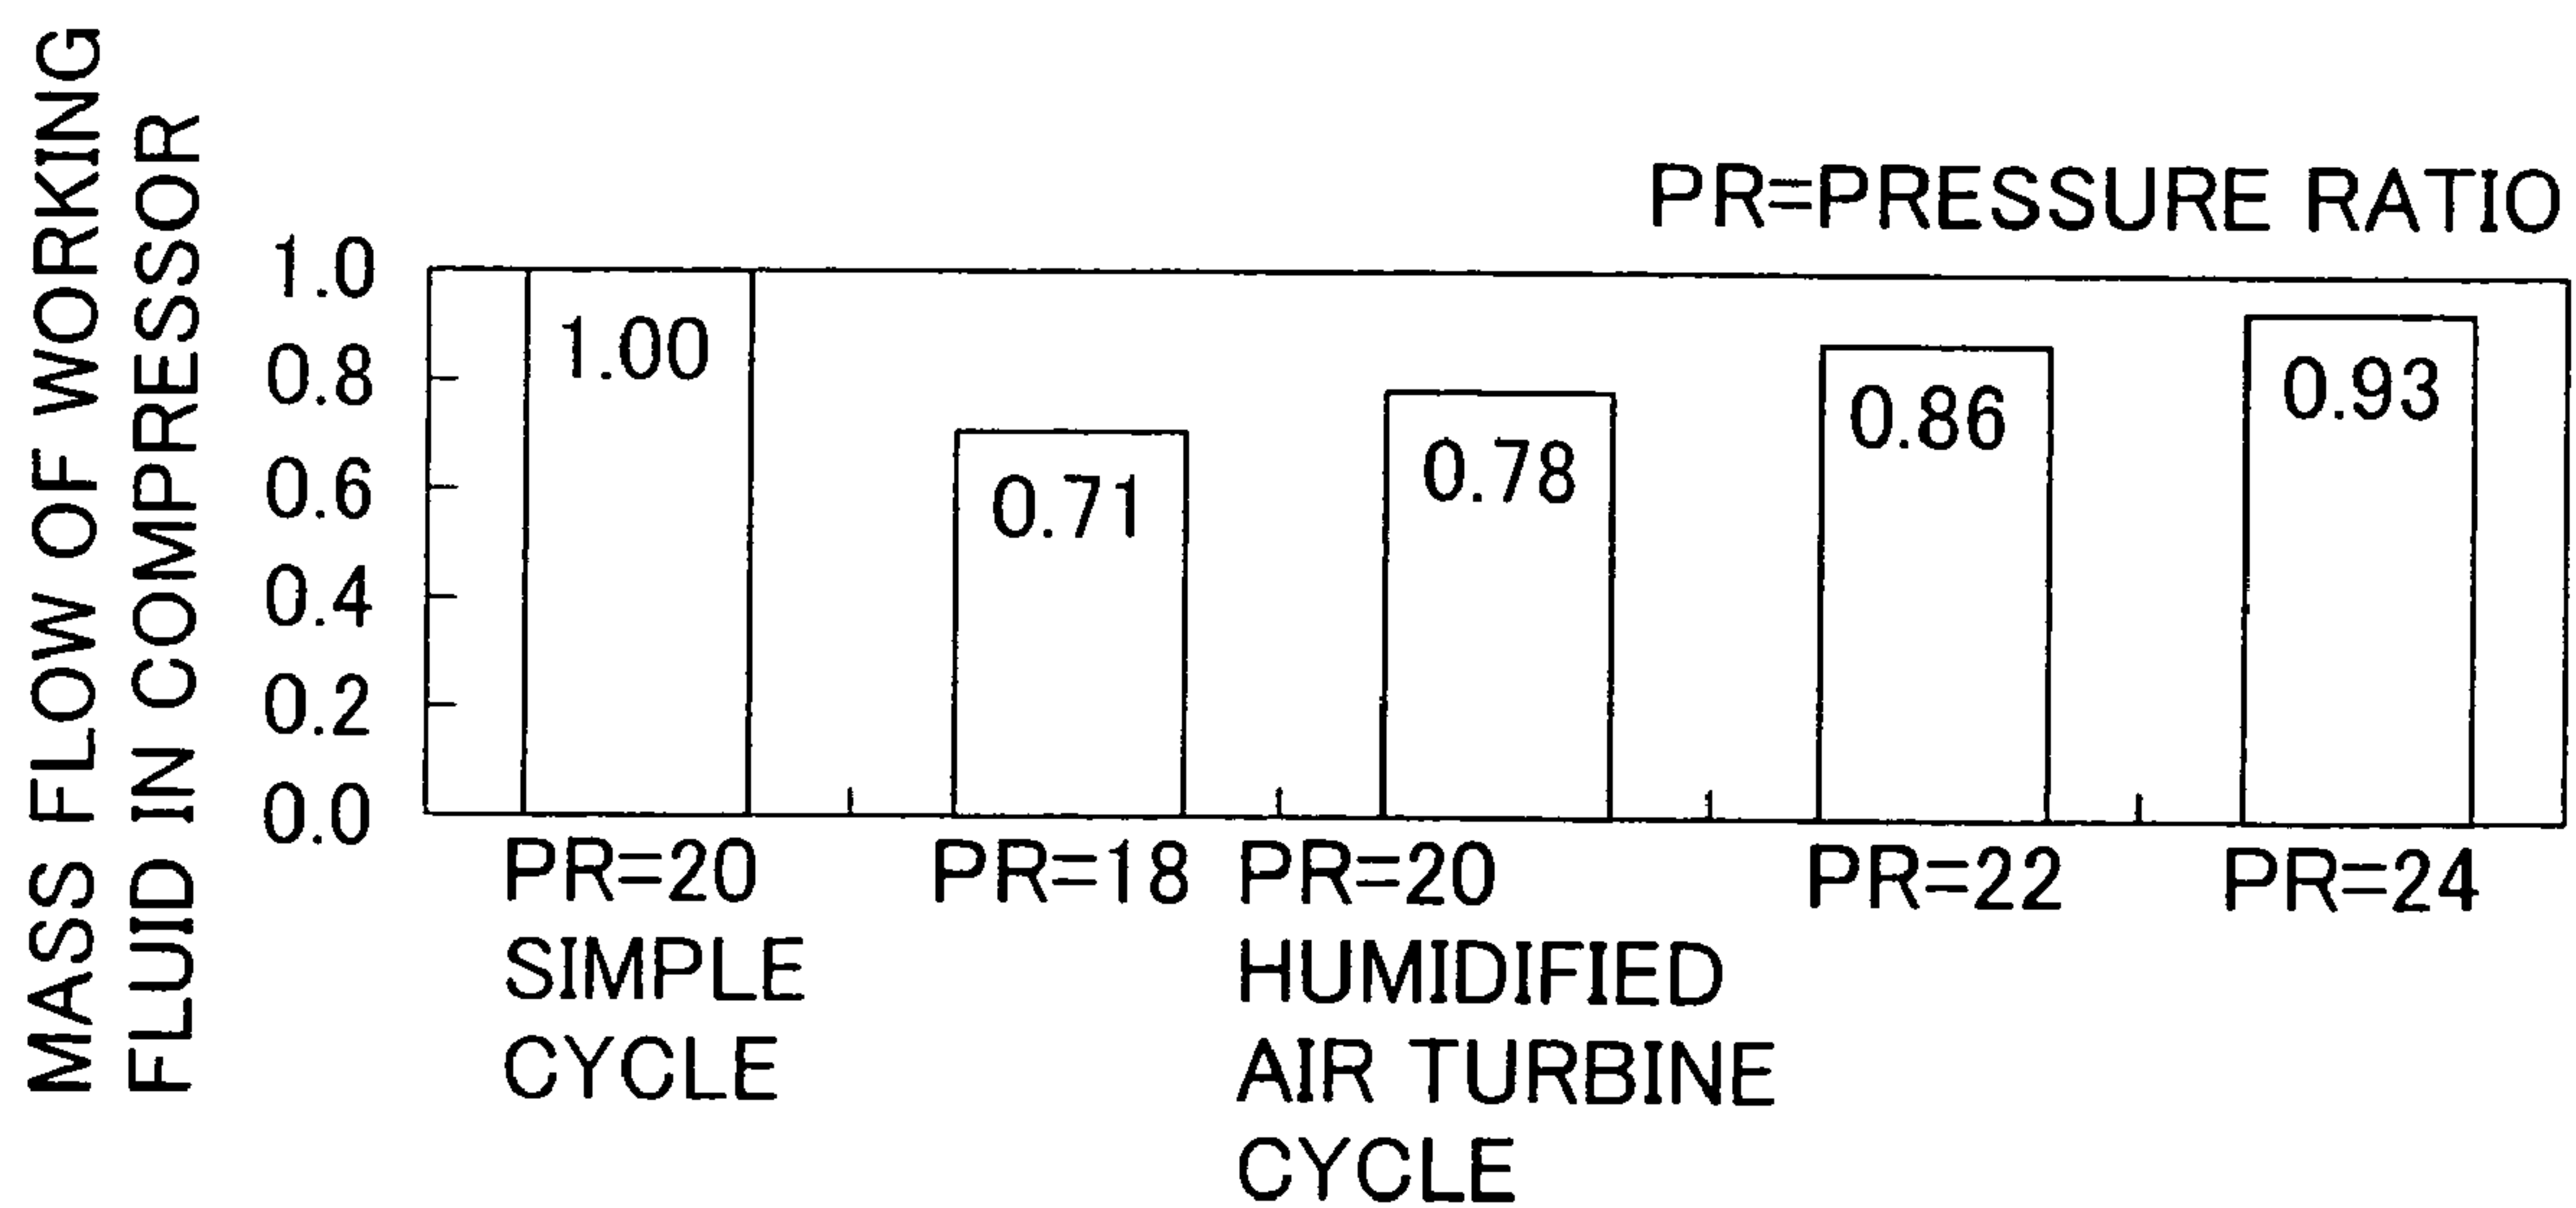 MASS FLOW OF WORKING
FLUID IN COMPRESSOR
PR=PRESSURE RATIO
1.0
0.8
0.6
0.4
0.2
0.0
1.00
0.71
0.78
0.86
0.93
PR=20
SIMPLE
CYCLE
PR=18
PR=20
HUMIDIFIED
AIR TURBINE
CYCLE
PR=22
PR=24